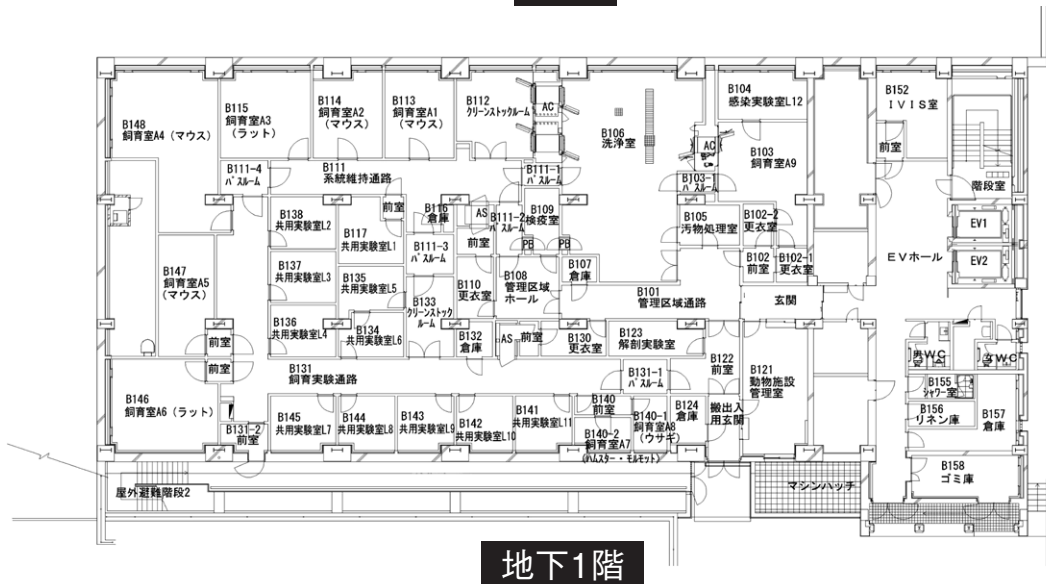 B148
飼育室A4(マウス)
B115
飼育室A3
(ラット)
B114
飼育室A2
(マウス)
B113
飼育室A1
(マウス)
B112
クリーンストックルーム
AC
B106
洗浄室
AC
B104
感染実験室L12
B103
飼育室A9
B103-1
パスルーム
B152
IVIS室
前室
階段室
EV1
EV2
EVホール
B111-4
パスルーム
B111
系統維持通路
前室
B116
倉庫
AS
前室
B111-1
パスルーム
B111-2
パスルーム
B109
検疫室
PB
PB
B105
汚物処理室
B102-2
更衣室
B102
前室
B102-1
更衣室
B138
共用実験室L2
B117
共用実験室L1
B111-3
パスルーム
B147
飼育室A5
(マウス)
B137
共用実験室L3
B135
共用実験室L5
B133
クリーンストック
ルーム
B110
更衣室
B108
管理区域
ホール
B107
倉庫
B101
管理区域通路
玄関
B136
共用実験室L4
B134
共用実験室L6
B132
倉庫
AS
前室
B130
更衣室
B123
解剖実験室
B122
前室
B121
動物施設
管理室
前室
前室
B131
飼育実験通路
B131-1
パスルーム
男WC
女WC
B155
シャワー室
B156
リネン庫
B157
倉庫
B158
ゴミ庫
B146
飼育室A6(ラット)
B131-2
前室
B145
共用実験室L7
B144
共用実験室L8
B143
共用実験室L9
B142
共用実験室L10
B141
共用実験室L11
B140
前室
B140-1
飼育室A8
(ウサギ)
B140-2
飼育室A7
(ハムスター・モルモット)
B124
倉庫
搬出入
用玄関
屋外避難階段2
マシンハッチ
地下1階